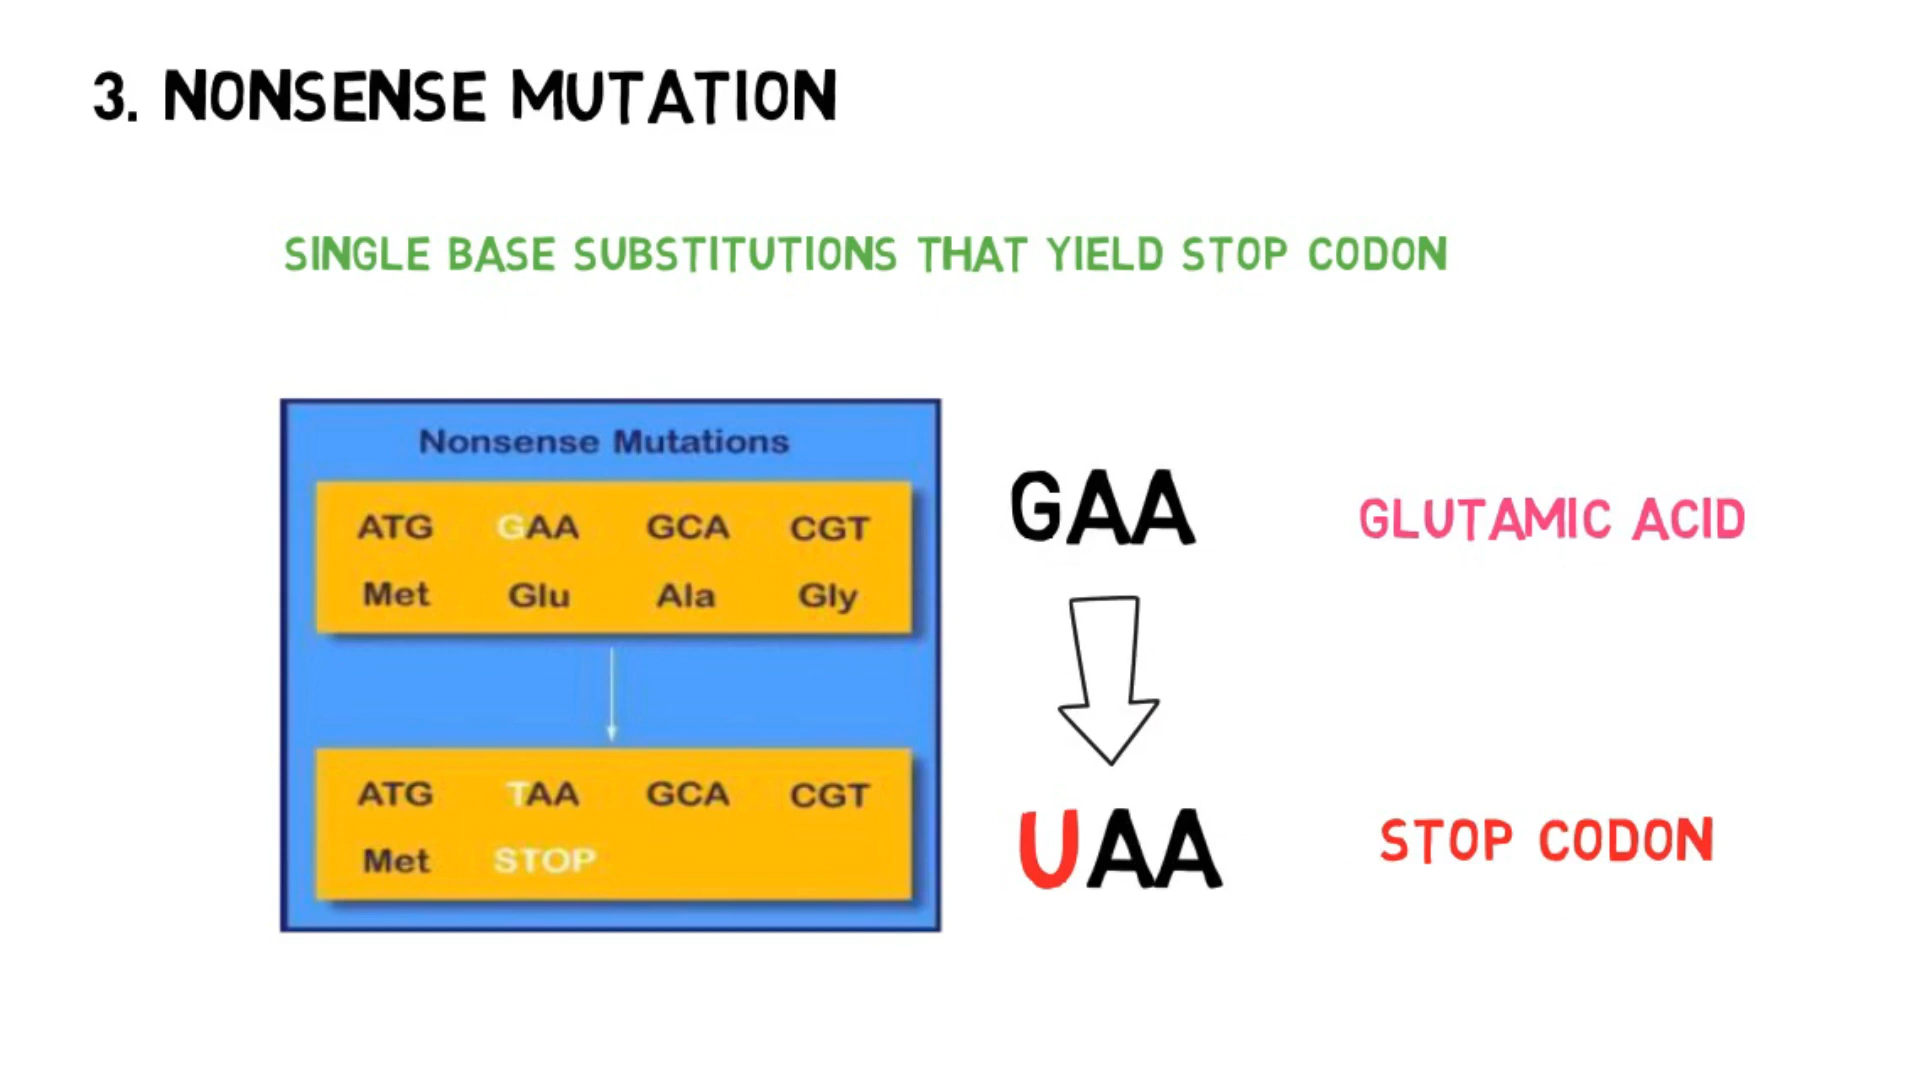 3. NONSENSE MUTATION
SINGLE BASE SUBSTITUTIONS THAT YIELD STOP CODON
Nonsense Mutations
ATG GAA GCA CGT
Met Glu Ala Gly
ATG TAA GCA CGT
Met STOP
GAA GLUTAMIC ACID
UAA STOP CODON